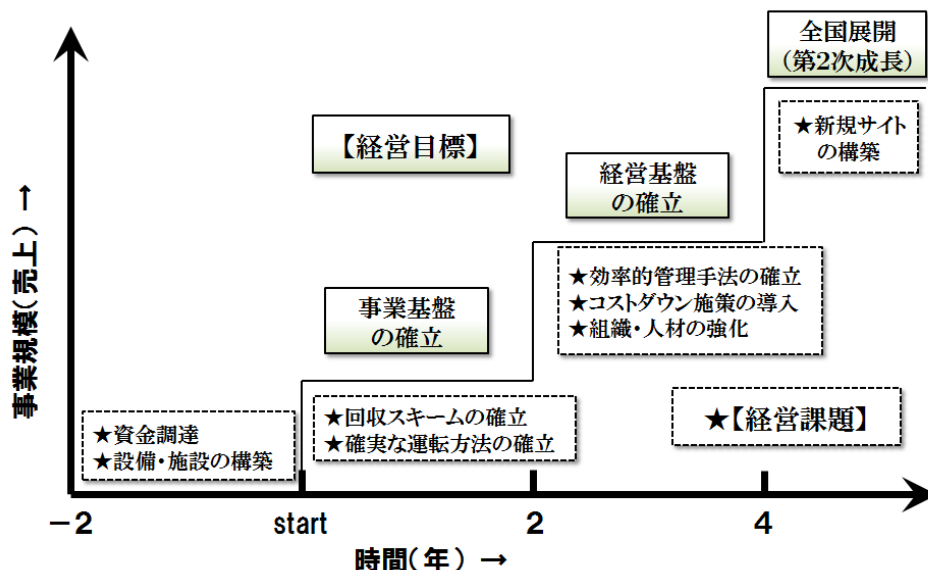 全国展開
（第2次成長）
★新規サイト
の構築
【経営目標】
経営基盤
の確立
★効率的管理手法の確立
★コストダウン施策の導入
★組織・人材の強化
事業基盤
の確立
★回収スキームの確立
★確実な運転方法の確立
★【経営課題】
★資金調達
★設備・施設の構築
事業規模（売上） →
−2
start
2
4
時間（年） →